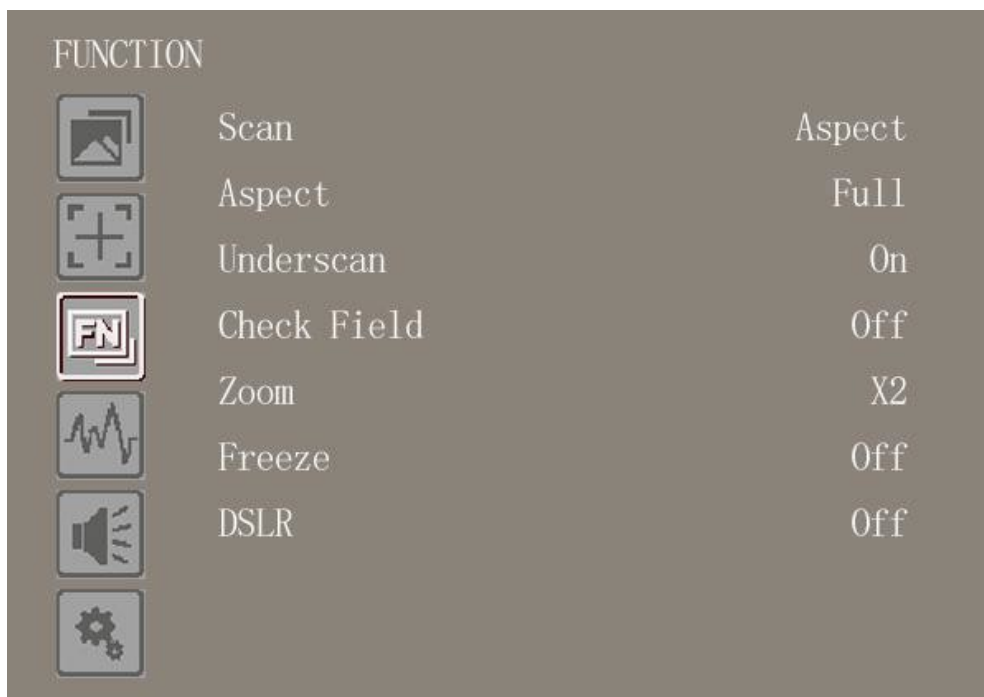 FUNCTION
Scan Aspect
Aspect Full
Underscan On
FN
Check Field Off
Zoom X2
Freeze Off
DSLR Off